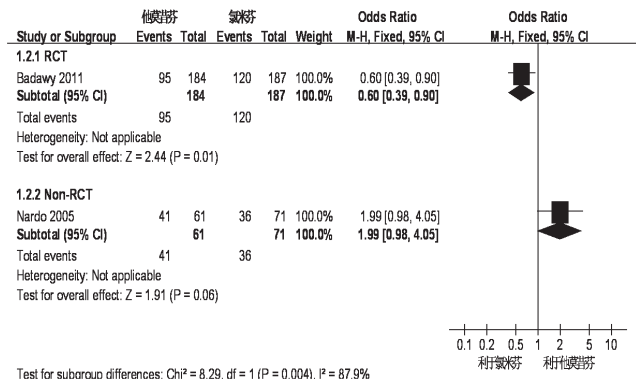 他莫昔芬 氯米芬 Odds Ratio Odds Ratio
Study or Subgroup Events Total Events Total Weight M-H, Fixed, 95% CI M-H, Fixed, 95% CI
1.2.1 RCT
Badawy 2011 95 184 120 187 100.0% 0.60 [0.39, 0.90]
Subtotal (95% CI) 184 187 100.0% 0.60 [0.39, 0.90]
Total events 95 120
Heterogeneity: Not applicable
Test for overall effect: Z = 2.44 (P = 0.01)
1.2.2 Non-RCT
Nardo 2005 41 61 36 71 100.0% 1.99 [0.98, 4.05]
Subtotal (95% CI) 61 71 100.0% 1.99 [0.98, 4.05]
Total events 41 36
Heterogeneity: Not applicable
Test for overall effect: Z = 1.91 (P = 0.06)
0.1 0.2 0.5 1 2 5 10
利于氯米芬 利于他莫昔芬
Test for subgroup differences: Chi² = 8.29, df = 1 (P = 0.004), I² = 87.9%